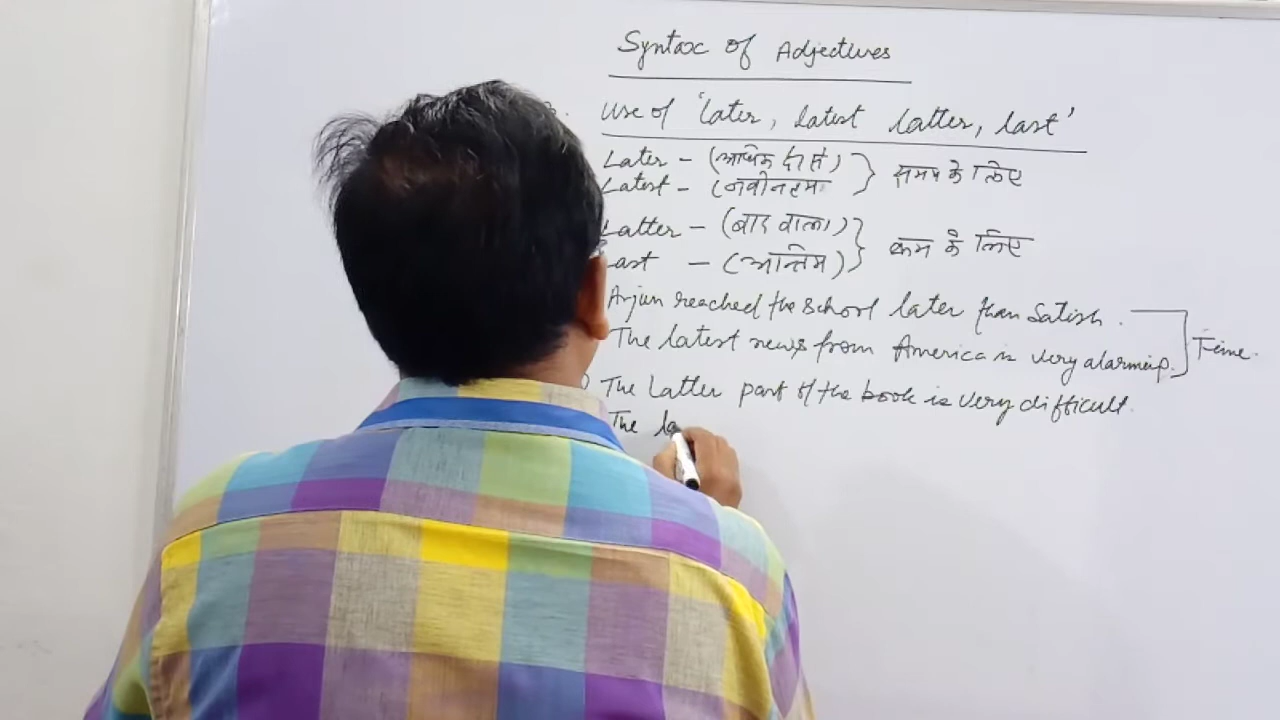 Syntax of Adjectives
Use of 'later, latest latter, last'
Later - (अधिक देर से) } समय के लिए
Latest - (नवीनतम
Latter - (बाद वाला) } क्रम के लिए
Last - (अन्तिम)
Arjun reached the school later than Satish.
The latest news from America is very alarming. Time.
The Latter part of the book is very difficult.
The la